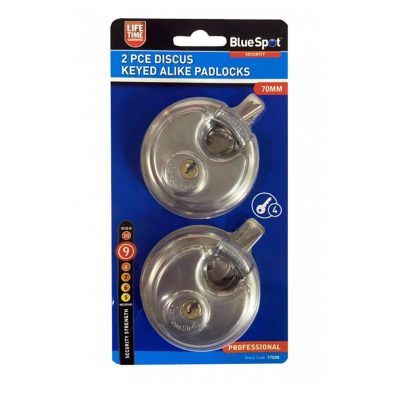 LIFE
TIME
GUARANTEE
BlueSpot
SECURITY
2 PCE DISCUS
KEYED ALIKE PADLOCKS
70MM
4
HIGH
10
9
8
7
6
5
MEDIUM
SECURITY STRENGTH
PROFESSIONAL
Stock Code: 77028